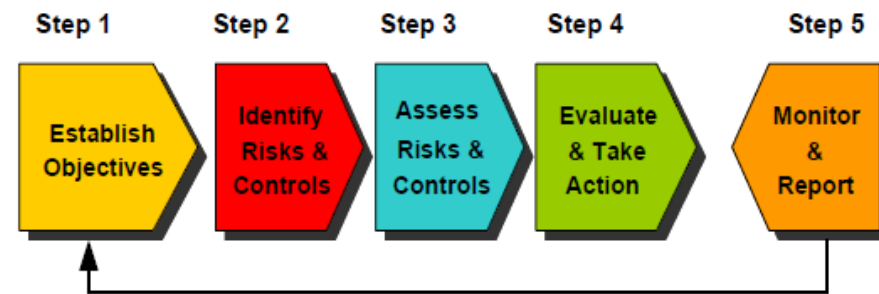 Step 1
Step 2
Step 3
Step 4
Step 5
Establish
Objectives
Identify
Risks &
Controls
Assess
Risks &
Controls
Evaluate
& Take
Action
Monitor
&
Report